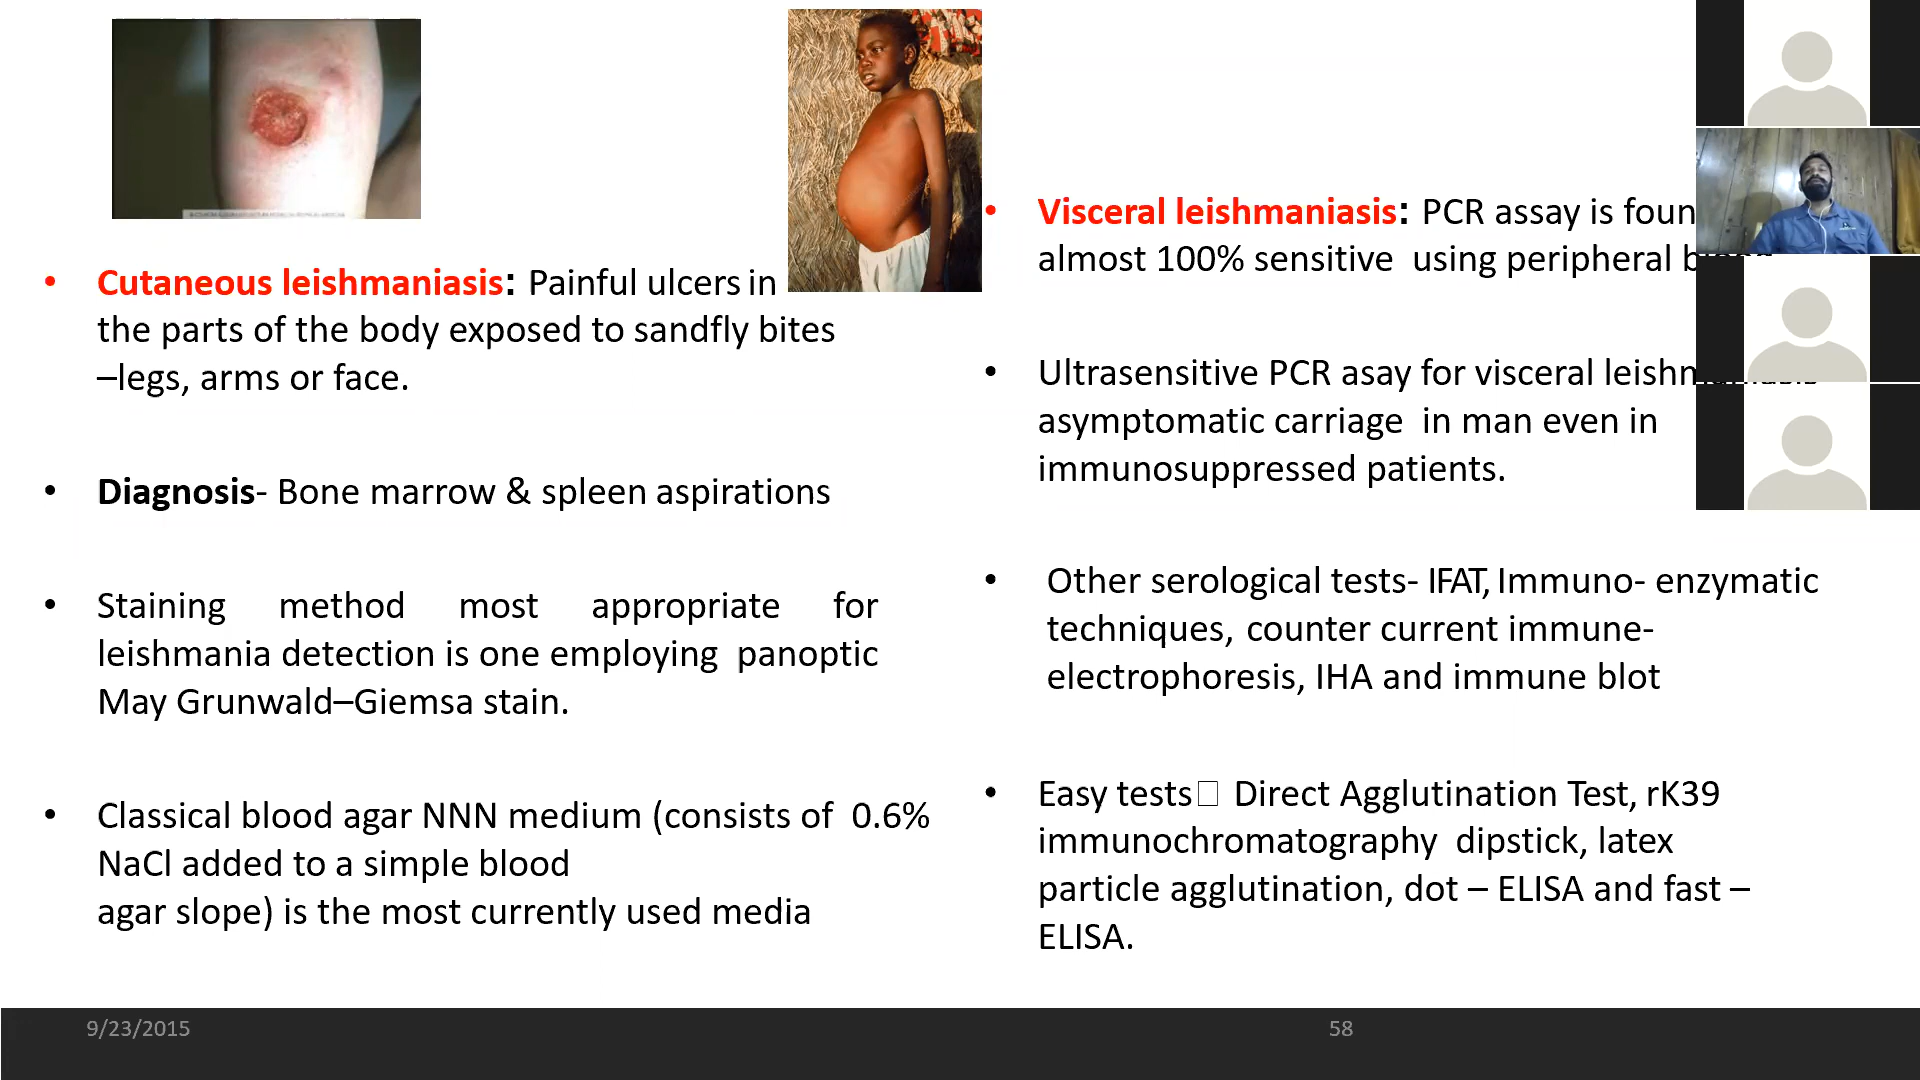 • Cutaneous leishmaniasis: Painful ulcers in
the parts of the body exposed to sandfly bites
–legs, arms or face.
• Diagnosis- Bone marrow & spleen aspirations
• Staining method most appropriate for
leishmania detection is one employing panoptic
May Grunwald–Giemsa stain.
• Classical blood agar NNN medium (consists of 0.6%
NaCl added to a simple blood
agar slope) is the most currently used media
• Visceral leishmaniasis: PCR assay is foun
almost 100% sensitive using peripheral
• Ultrasensitive PCR asay for visceral
asymptomatic carriage in man even in
immunosuppressed patients.
• Other serological tests- IFAT, Immuno- enzymatic
techniques, counter current immune-
electrophoresis, IHA and immune blot
• Easy tests Direct Agglutination Test, rK39
immunochromatography dipstick, latex
particle agglutination, dot – ELISA and fast –
ELISA.
9/23/2015
58